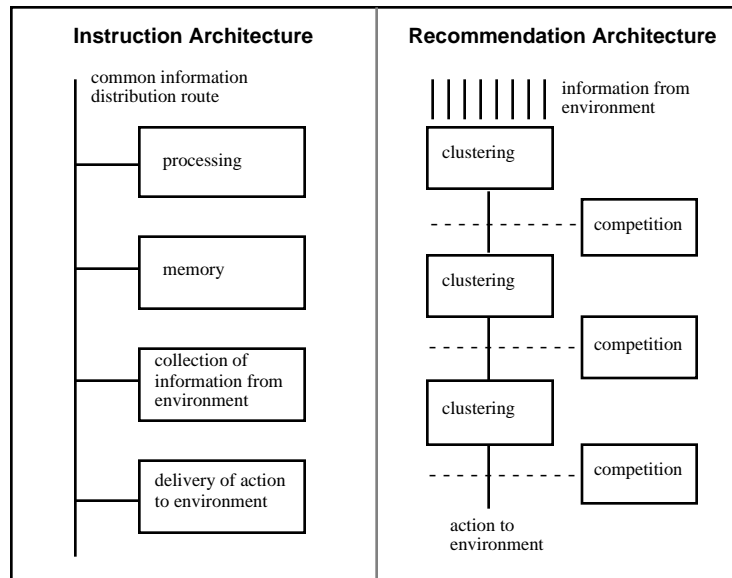 Instruction Architecture
common information
distribution route
processing
memory
collection of
information from
environment
delivery of action
to environment
Recommendation Architecture
information from
environment
clustering
competition
clustering
competition
clustering
competition
action to
environment